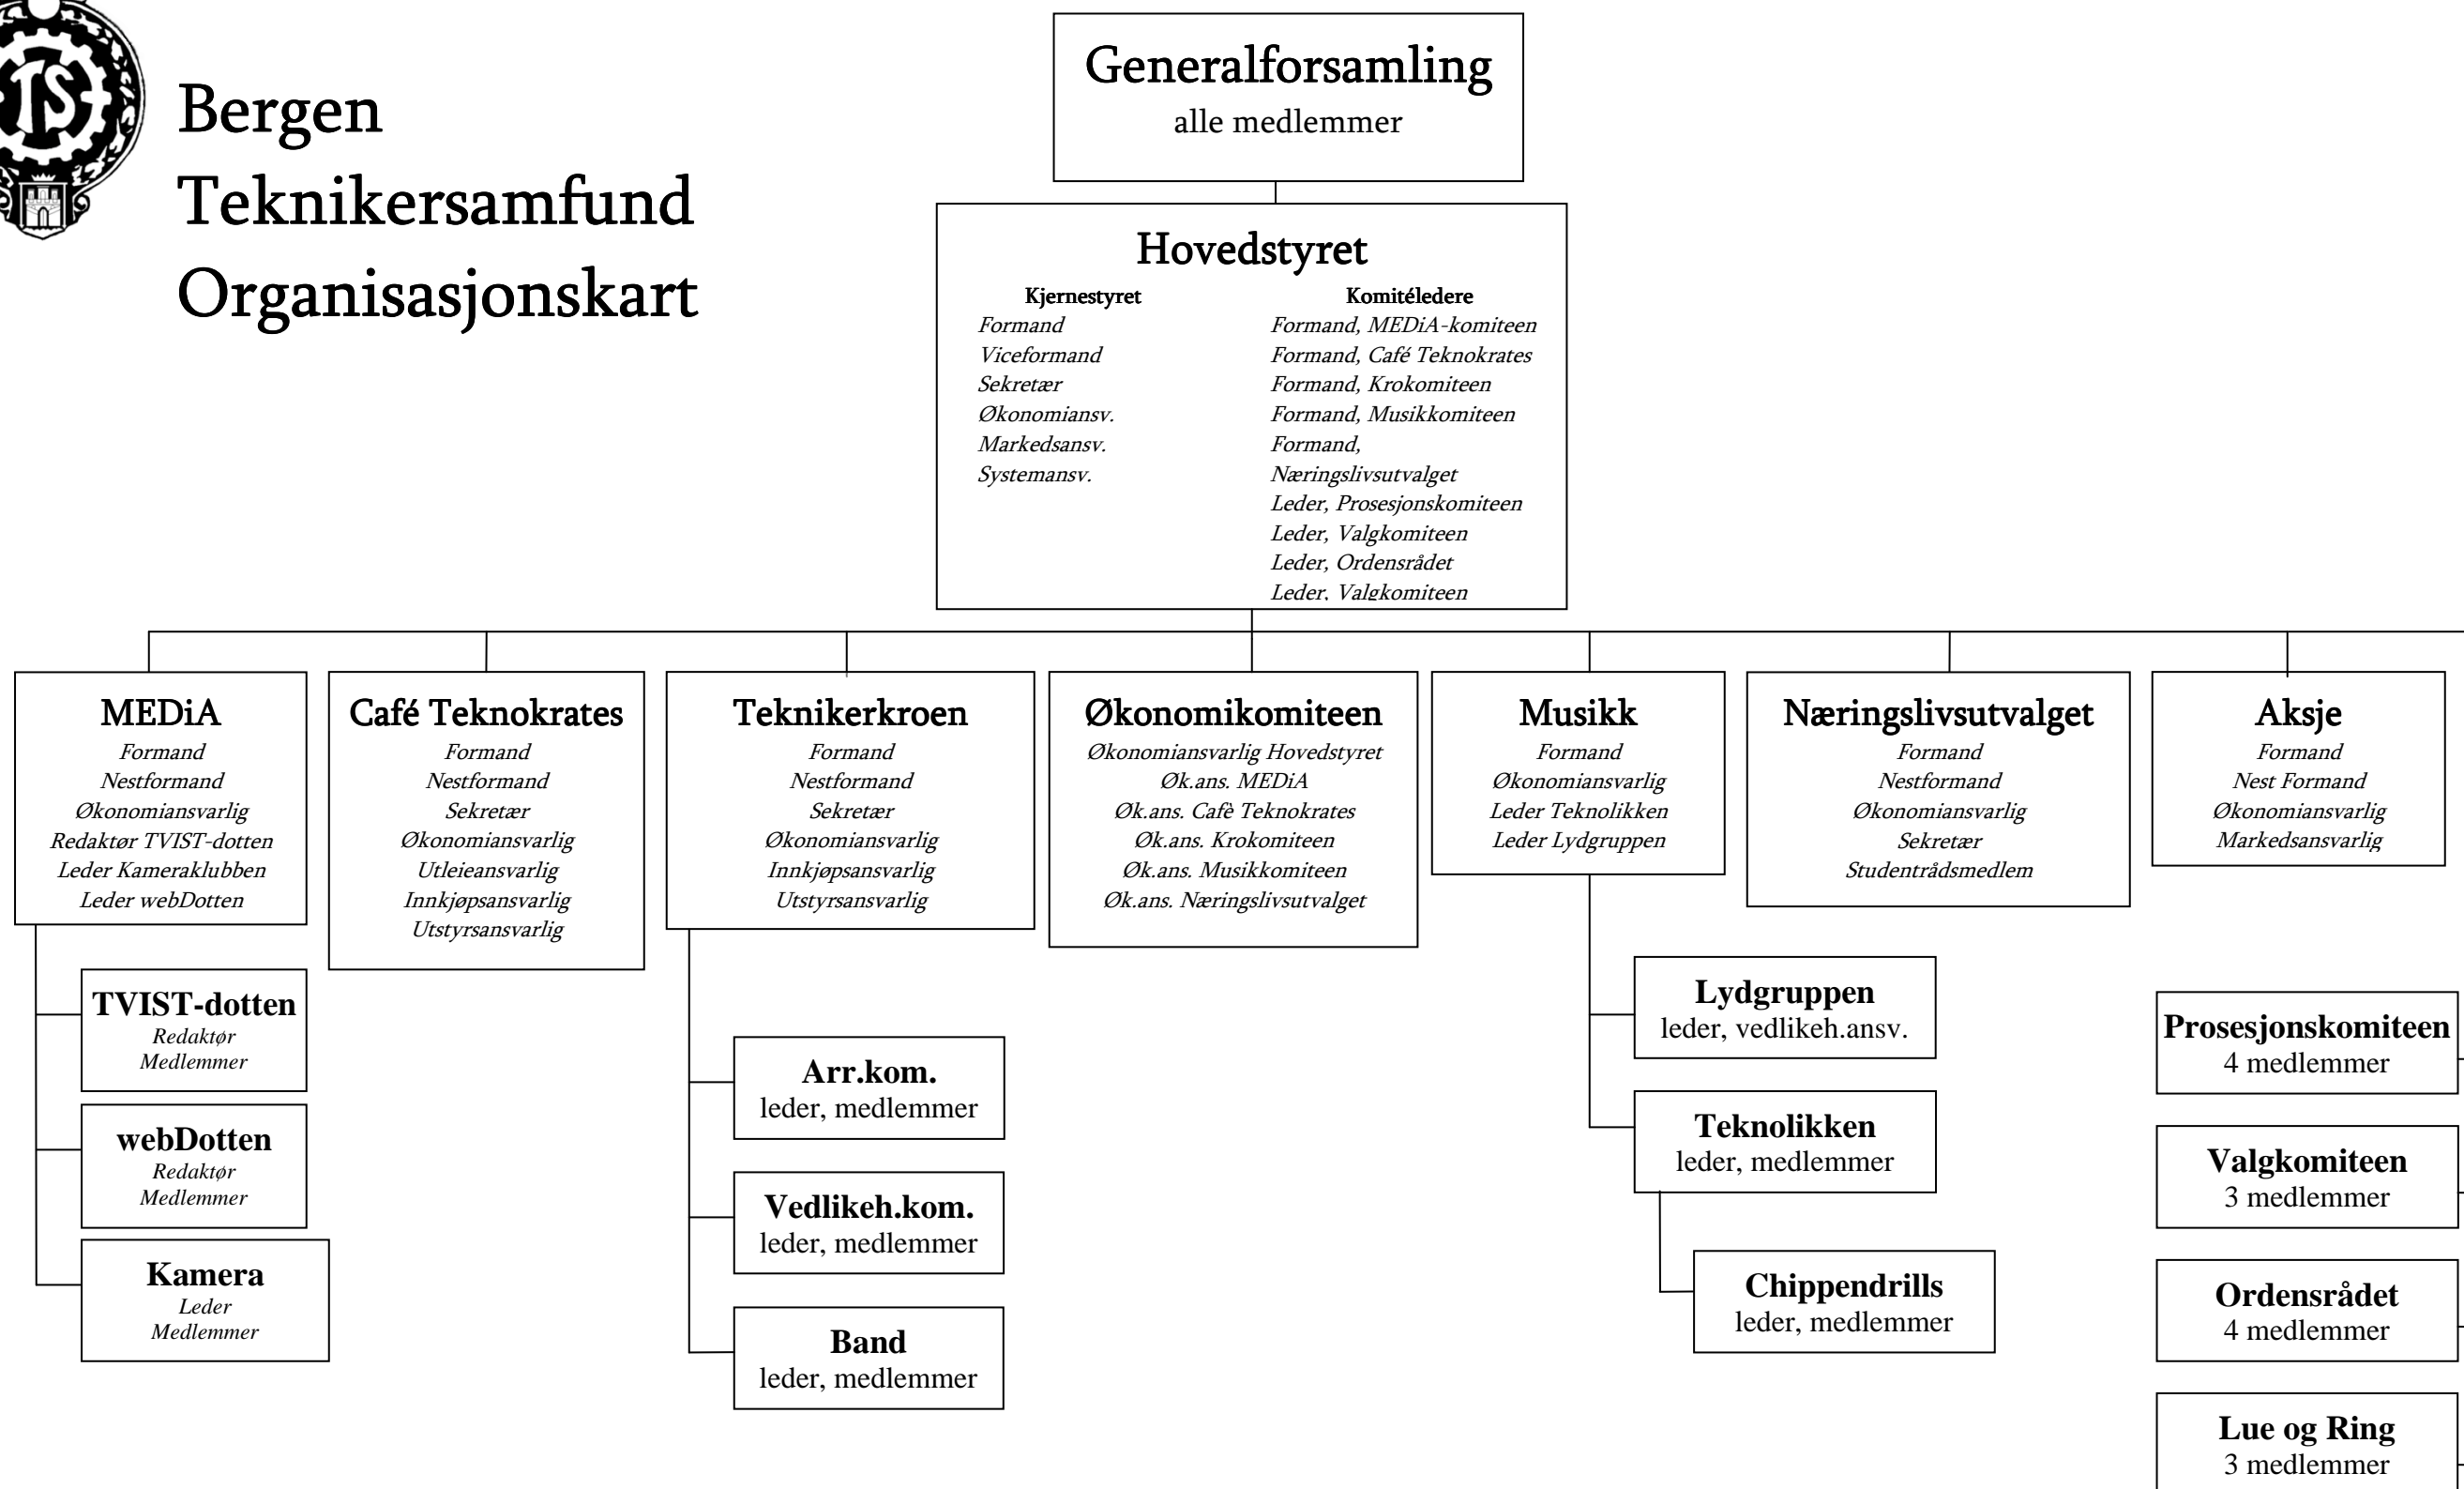 TS
Bergen
Teknikersamfund
Organisasjonskart
Generalforsamling
alle medlemmer
Hovedstyret
Kjernestyret
Formand
Viceformand
Sekretær
Økonomiansv.
Markedsansv.
Systemansv.
Komitéledere
Formand, MEDiA-komiteen
Formand, Café Teknokrates
Formand, Krokomiteen
Formand, Musikkomiteen
Formand,
Næringslivsutvalget
Leder, Prosesjonskomiteen
Leder, Valgkomiteen
Leder, Ordensrådet
Leder, Valgkomiteen
MEDiA
Formand
Nestformand
Økonomiansvarlig
Redaktør TVIST-dotten
Leder Kameraklubben
Leder webDotten
Café Teknokrates
Formand
Nestformand
Sekretær
Økonomiansvarlig
Utleieansvarlig
Innkjøpsansvarlig
Utstyrsansvarlig
Teknikerkroen
Formand
Nestformand
Sekretær
Økonomiansvarlig
Innkjøpsansvarlig
Utstyrsansvarlig
Økonomikomiteen
Økonomiansvarlig Hovedstyret
Øk.ans. MEDiA
Øk.ans. Cafè Teknokrates
Øk.ans. Krokomiteen
Øk.ans. Musikkomiteen
Øk.ans. Næringslivsutvalget
Musikk
Formand
Økonomiansvarlig
Leder Teknolikken
Leder Lydgruppen
Næringslivsutvalget
Formand
Nestformand
Økonomiansvarlig
Sekretær
Studentrådsmedlem
Aksje
Formand
Nest Formand
Økonomiansvarlig
Markedsansvarlig
TVIST-dotten
Redaktør
Medlemmer
webDotten
Redaktør
Medlemmer
Kamera
Leder
Medlemmer
Arr.kom.
leder, medlemmer
Vedlikeh.kom.
leder, medlemmer
Band
leder, medlemmer
Lydgruppen
leder, vedlikeh.ansv.
Teknolikken
leder, medlemmer
Chippendrills
leder, medlemmer
Prosesjonskomiteen
4 medlemmer
Valgkomiteen
3 medlemmer
Ordensrådet
4 medlemmer
Lue og Ring
3 medlemmer